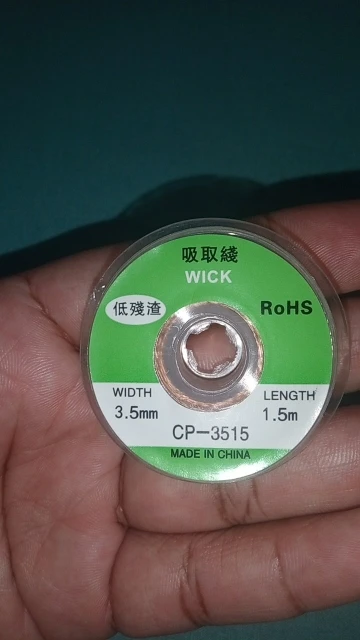 吸取綫
WICK
低殘渣
RoHS
WIDTH
3.5mm
LENGTH
1.5m
CP-3515
MADE IN CHINA